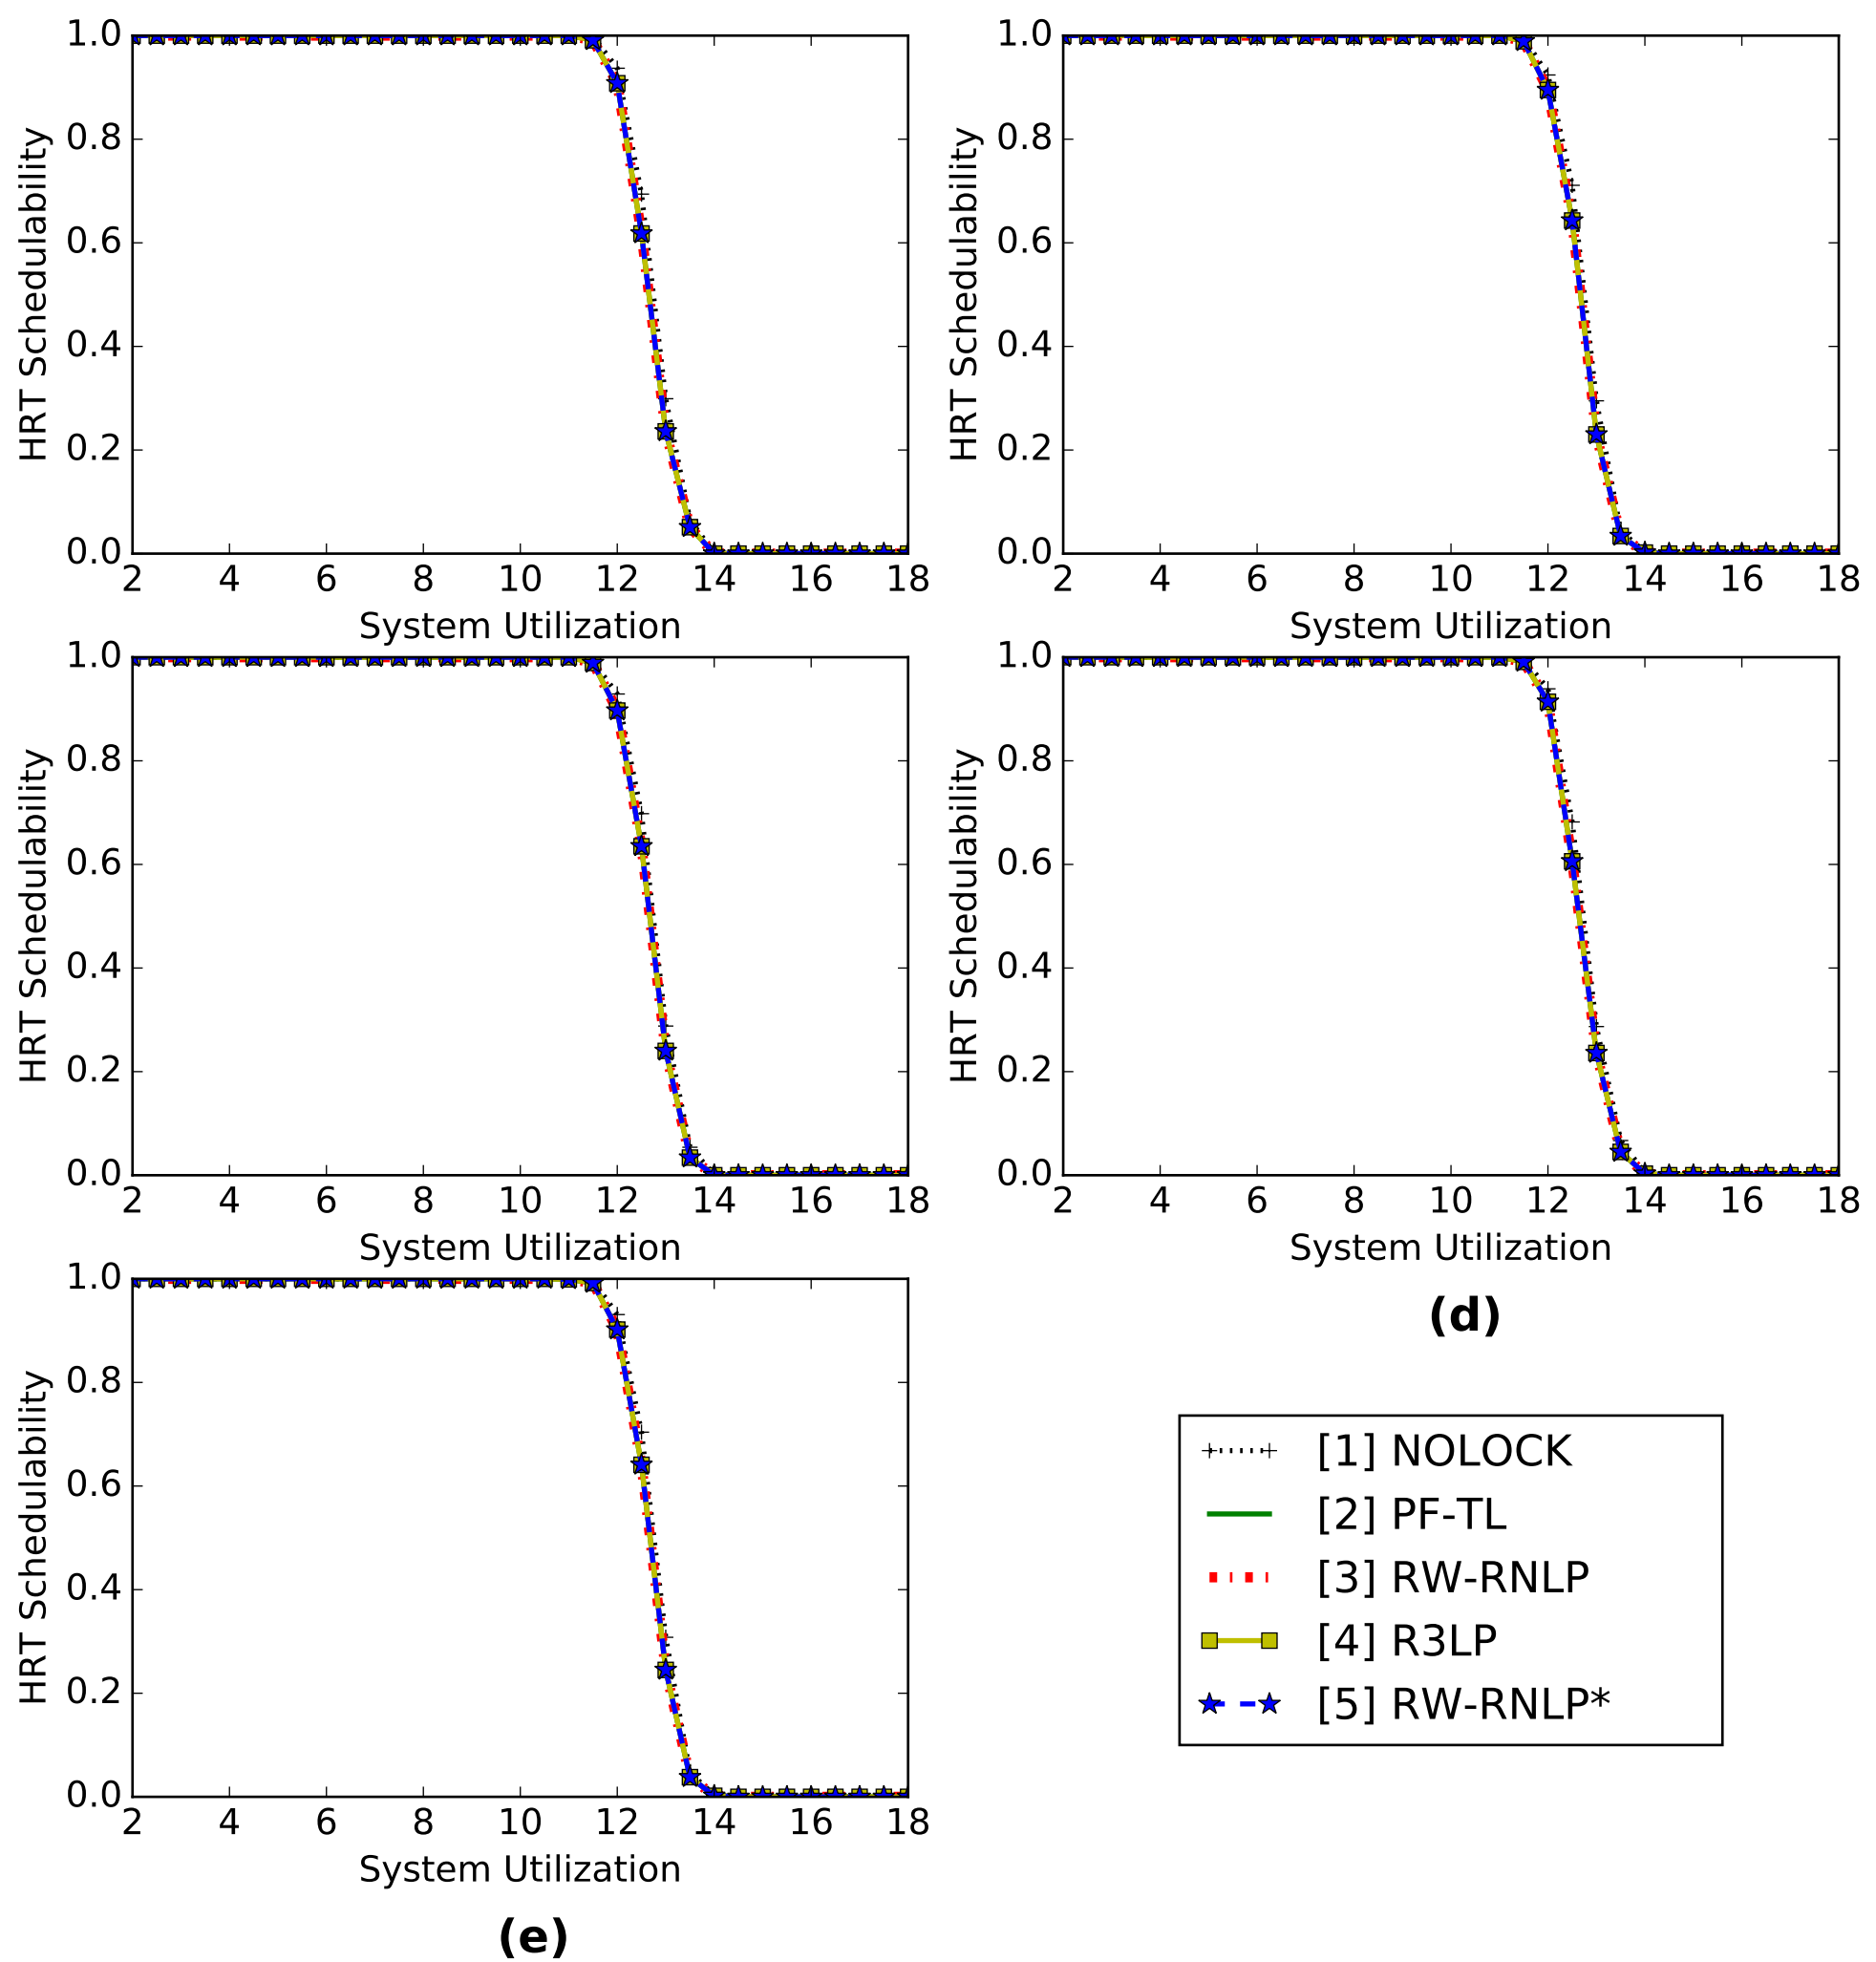 1.0
0.8
0.6
0.4
0.2
0.0
HRT Schedulability
2 4 6 8 10 12 14 16 18
System Utilization
1.0
0.8
0.6
0.4
0.2
0.0
HRT Schedulability
2 4 6 8 10 12 14 16 18
System Utilization
1.0
0.8
0.6
0.4
0.2
0.0
HRT Schedulability
2 4 6 8 10 12 14 16 18
System Utilization
1.0
0.8
0.6
0.4
0.2
0.0
HRT Schedulability
2 4 6 8 10 12 14 16 18
System Utilization
(d)
1.0
0.8
0.6
0.4
0.2
0.0
HRT Schedulability
2 4 6 8 10 12 14 16 18
System Utilization
(e)
[1] NOLOCK
[2] PF-TL
[3] RW-RNLP
[4] R3LP
[5] RW-RNLP*